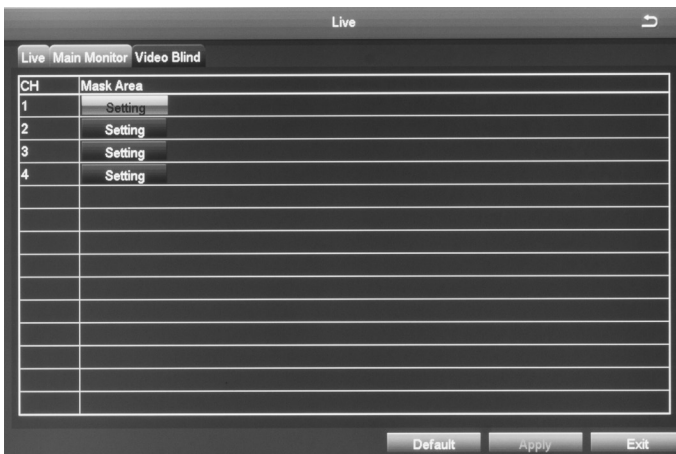 Live
Live Main Monitor Video Blind
CH Mask Area
1 Setting
2 Setting
3 Setting
4 Setting
Default Apply Exit